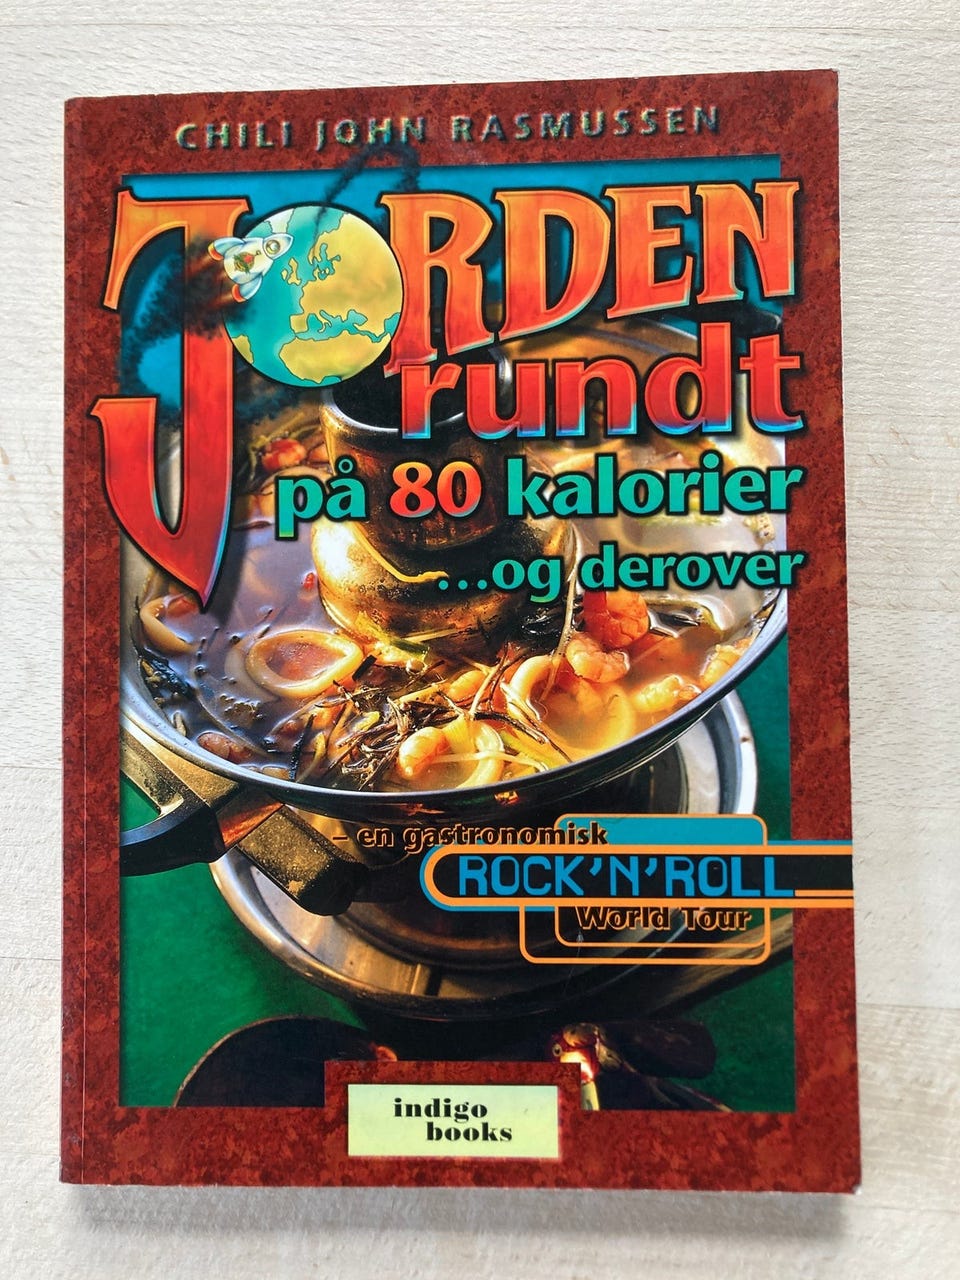 CHILI JOHN RASMUSSEN
JORDEN
rundt
på 80 kalorier
...og derover
– en gastronomisk
ROCK'N'ROLL
World Tour
indigo
books